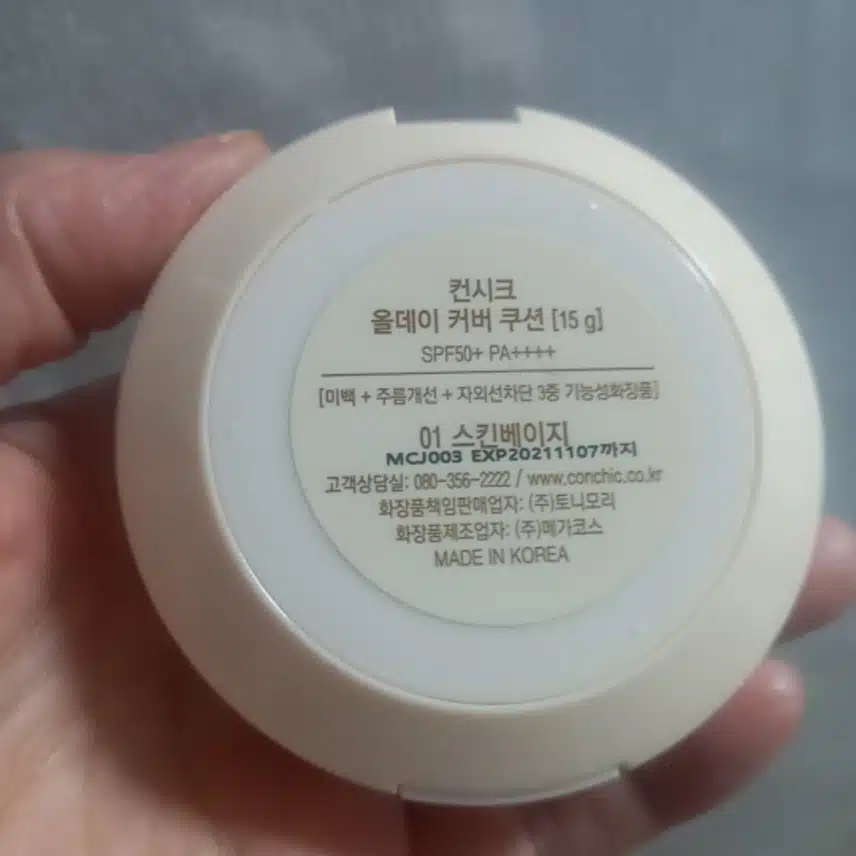 컨시크
올데이 커버 쿠션 [15 g]
SPF50+ PA++++
[미백 + 주름개선 + 자외선차단 3중 기능성화장품]
01 스킨베이지
MCJ003 EXP20211107까지
고객상담실: 080-356-2222 / www.conchic.co.kr
화장품책임판매업자: (주)토니모리
화장품제조업자: (주)메가코스
MADE IN KOREA